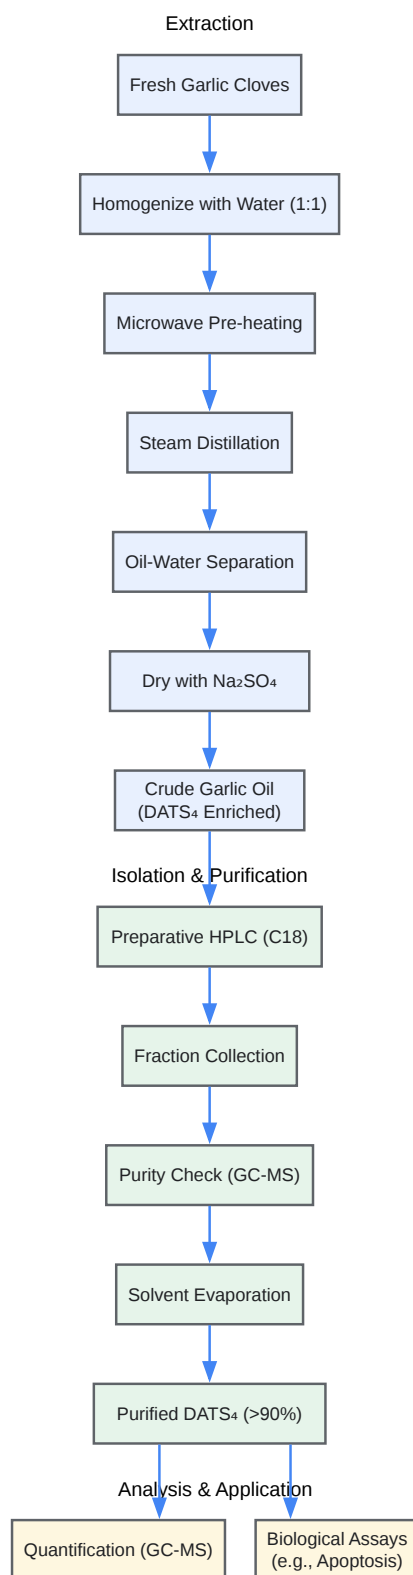 Extraction
Fresh Garlic Cloves
Homogenize with Water (1:1)
Microwave Pre-heating
Steam Distillation
Oil-Water Separation
Dry with Na₂SO₄
Crude Garlic Oil
(DATS₄ Enriched)
Isolation & Purification
Preparative HPLC (C18)
Fraction Collection
Purity Check (GC-MS)
Solvent Evaporation
Purified DATS₄ (>90%)
Analysis & Application
Quantification (GC-MS)
Biological Assays
(e.g., Apoptosis)